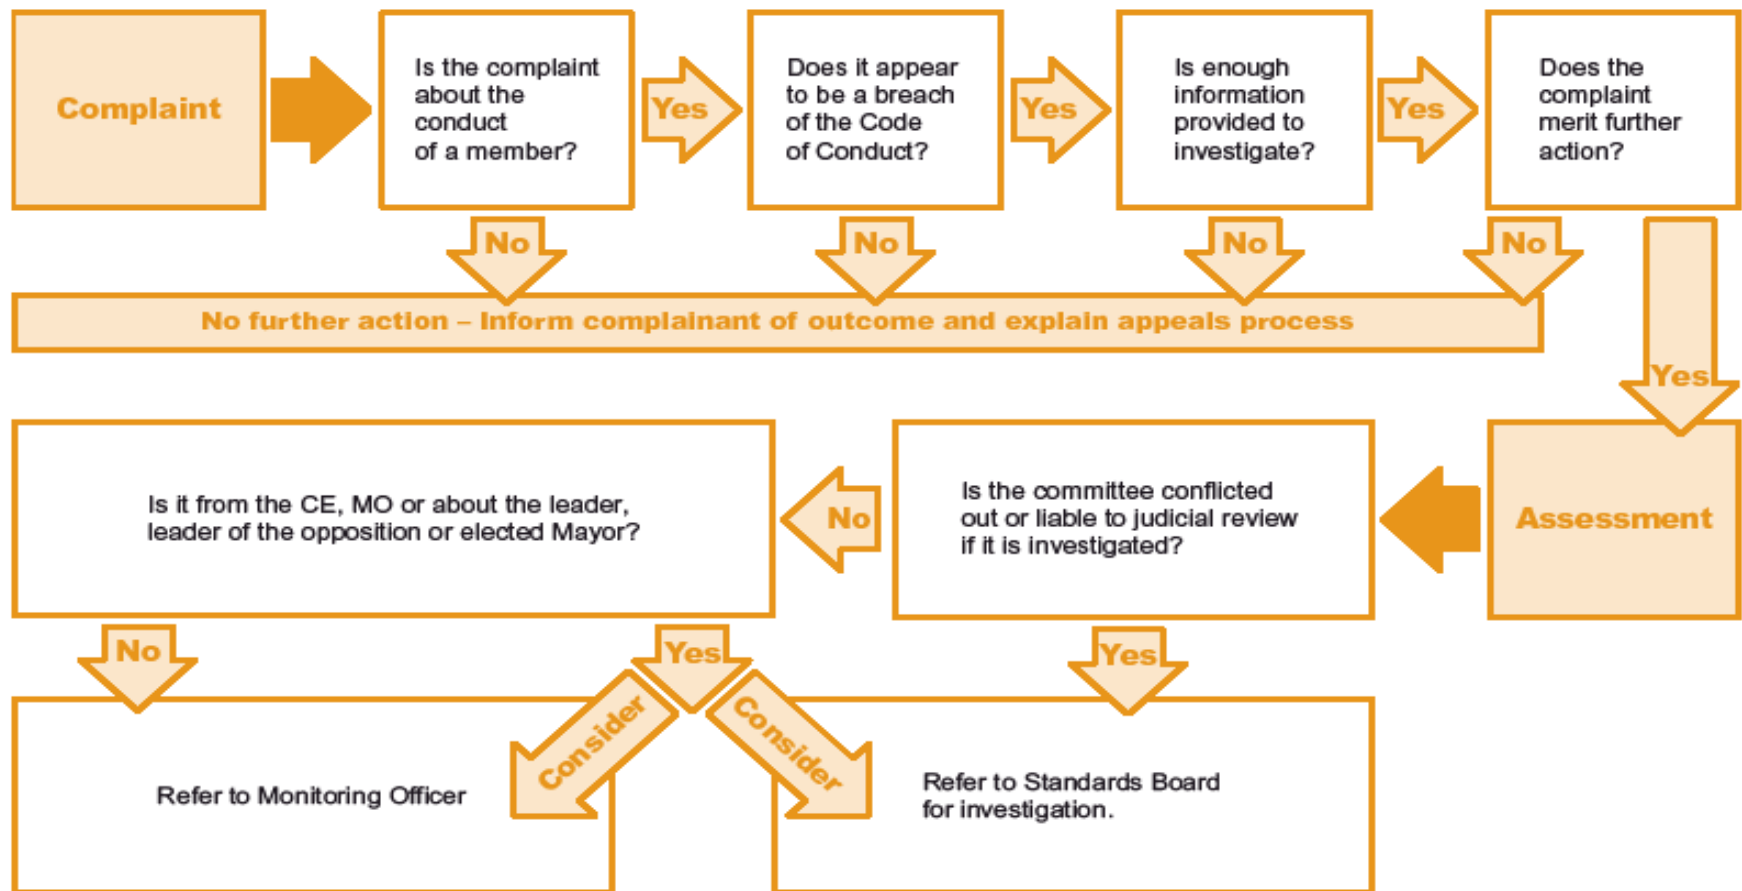 Complaint
Is the complaint
about the
conduct
of a member?
Yes
Does it appear
to be a breach
of the Code
of Conduct?
Yes
Is enough
information
provided to
investigate?
Yes
Does the
complaint
merit further
action?
No
No
No
No
No further action – Inform complainant of outcome and explain appeals process
Yes
Assessment
Is the committee conflicted
out or liable to judicial review
if it is investigated?
No
Is it from the CE, MO or about the leader,
leader of the opposition or elected Mayor?
No
Yes
Yes
Consider
Consider
Refer to Monitoring Officer
Refer to Standards Board
for investigation.